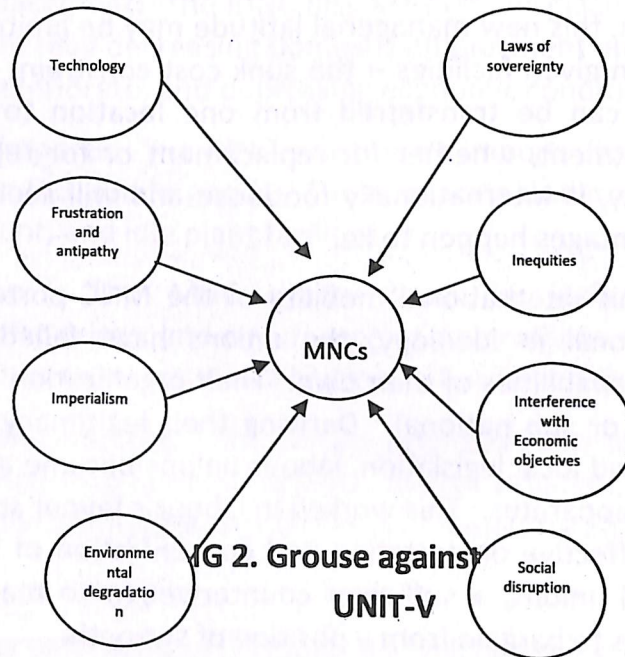 Technology
Laws of
vereignty
Frustration
and
antipathy
Inequities
MNCs
Imperialism
Interference
with
Economic
objectives
Environme
ntal
degradatio
n
IG 2. Grouse against
UNIT-V
Social
disruption